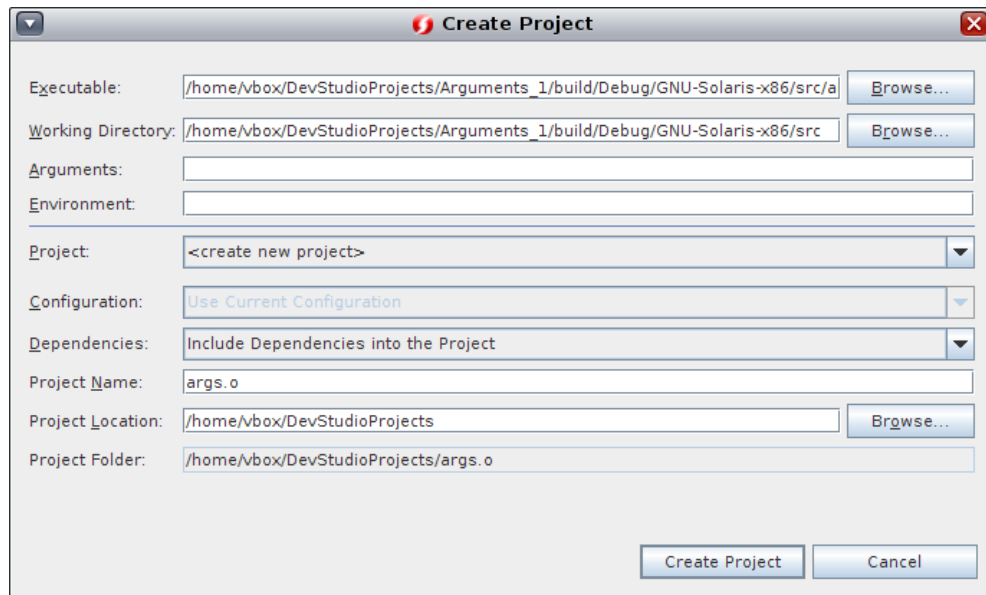 Create Project
Executable: /home/vbox/DevStudioProjects/Arguments_1/build/Debug/GNU-Solaris-x86/src/a Browse...
Working Directory: /home/vbox/DevStudioProjects/Arguments_1/build/Debug/GNU-Solaris-x86/src Browse...
Arguments:
Environment:
Project: <create new project>
Configuration: Use Current Configuration
Dependencies: Include Dependencies into the Project
Project Name: args.o
Project Location: /home/vbox/DevStudioProjects Browse...
Project Folder: /home/vbox/DevStudioProjects/args.o
Create Project Cancel